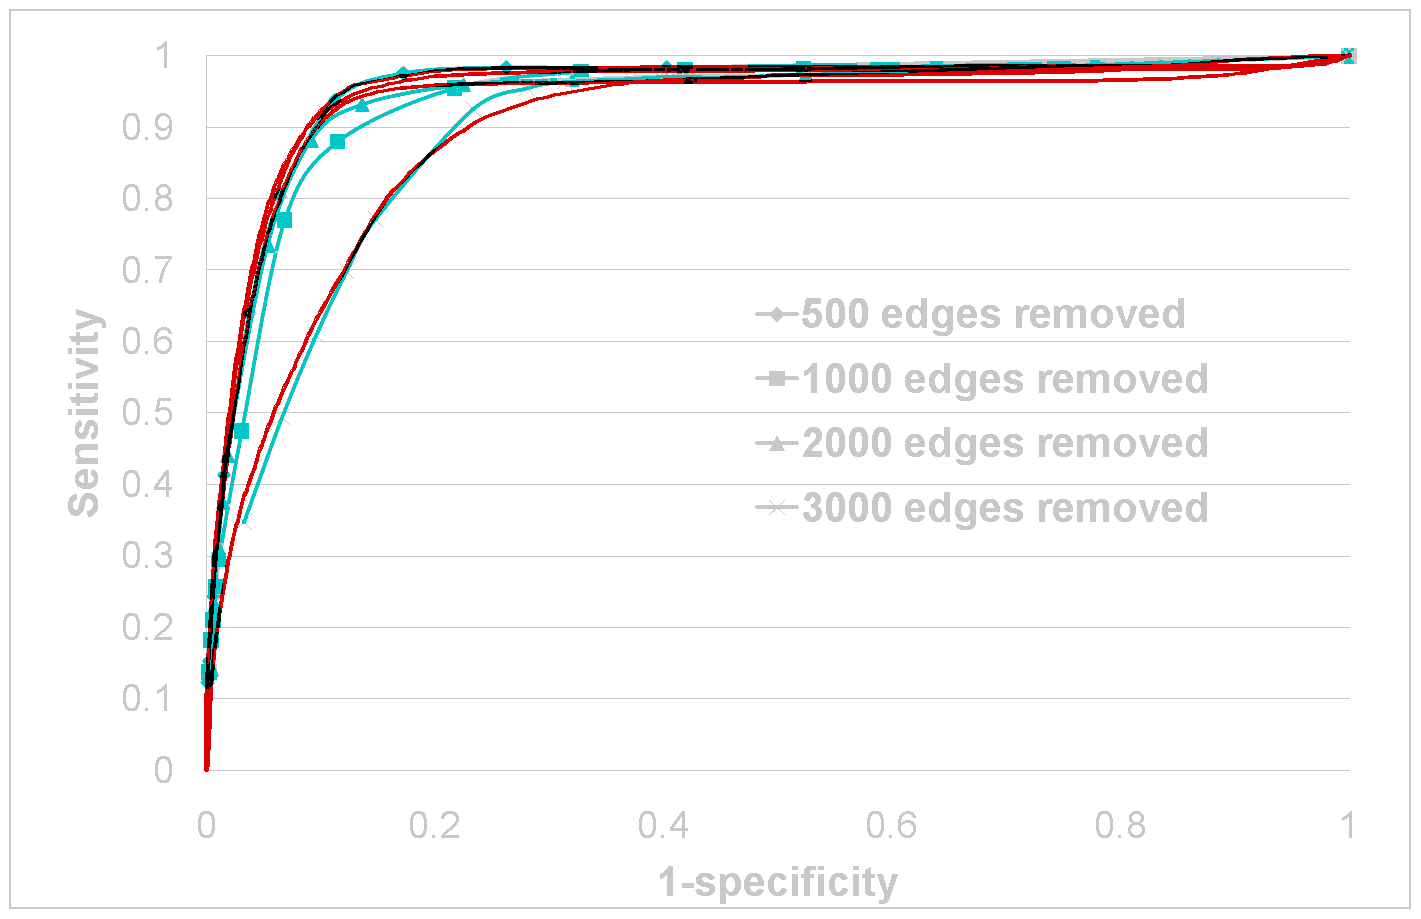 1
0.9
0.8
0.7
0.6
0.5
0.4
0.3
0.2
0.1
0
Sensitivity
500 edges removed
1000 edges removed
2000 edges removed
3000 edges removed
0 0.2 0.4 0.6 0.8 1
1-specificity